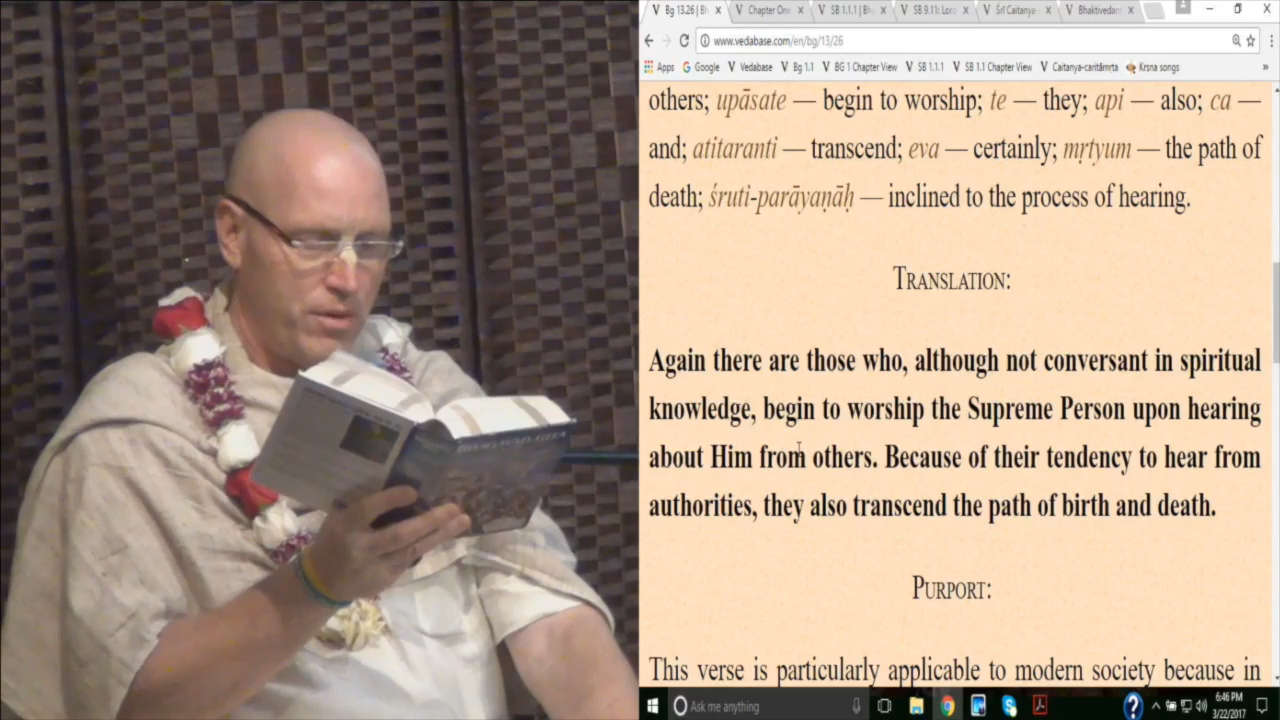 Bg 13.26 | Bh
Chapter One
SB 1.1.1 | Bha
SB 9.11: Lord
Śrī Caitanya-
Bhaktivedan
www.vedabase.com/en/bg/13/26
Apps Google Vedabase Bg 1.1 BG 1 Chapter View SB 1.1.1 SB 1.1 Chapter View Caitanya-caritāmṛta Krsna songs »
others; upāsate — begin to worship; te — they; api — also; ca —
and; atitaranti — transcend; eva — certainly; mṛtyum — the path of
death; śruti-parāyaṇāḥ — inclined to the process of hearing.
TRANSLATION:
Again there are those who, although not conversant in spiritual
knowledge, begin to worship the Supreme Person upon hearing
about Him from others. Because of their tendency to hear from
authorities, they also transcend the path of birth and death.
PURPORT:
This verse is particularly applicable to modern society because in
Ask me anything
6:46 PM
3/22/2017
BHAGAVAD-GITA